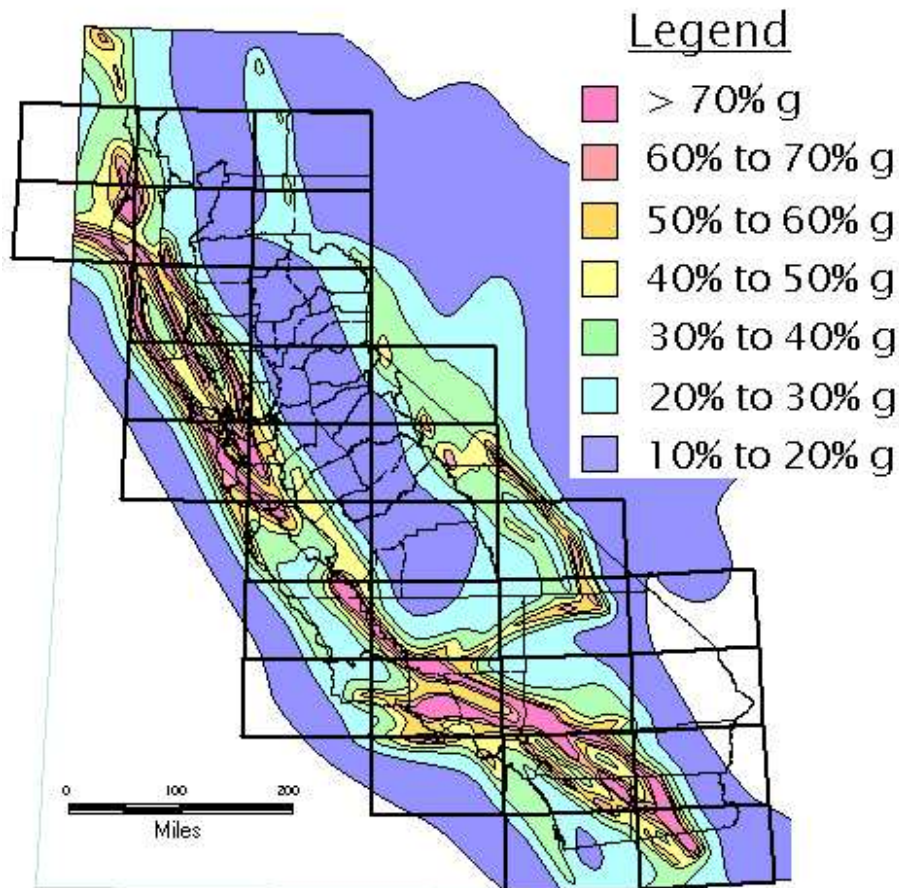 Legend
> 70% g
60% to 70% g
50% to 60% g
40% to 50% g
30% to 40% g
20% to 30% g
10% to 20% g
0 100 200
Miles